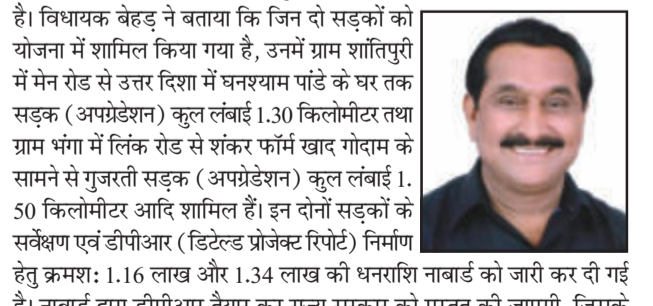 है। विधायक बेहड़ ने बताया कि जिन दो सड़कों को
योजना में शामिल किया गया है, उनमें ग्राम शांतिपुरी
में मेन रोड से उत्तर दिशा में घनश्याम पांडे के घर तक
सड़क (अपग्रेडेशन) कुल लंबाई 1.30 किलोमीटर तथा
ग्राम भंगा में लिंक रोड से शंकर फॉर्म खाद गोदाम के
सामने से गुजरती सड़क (अपग्रेडेशन) कुल लंबाई 1.
50 किलोमीटर आदि शामिल हैं। इन दोनों सड़कों के
सर्वेक्षण एवं डीपीआर (डिटेल्ड प्रोजेक्ट रिपोर्ट) निर्माण
हेतु क्रमश: 1.16 लाख और 1.34 लाख की धनराशि नाबार्ड को जारी कर दी गई